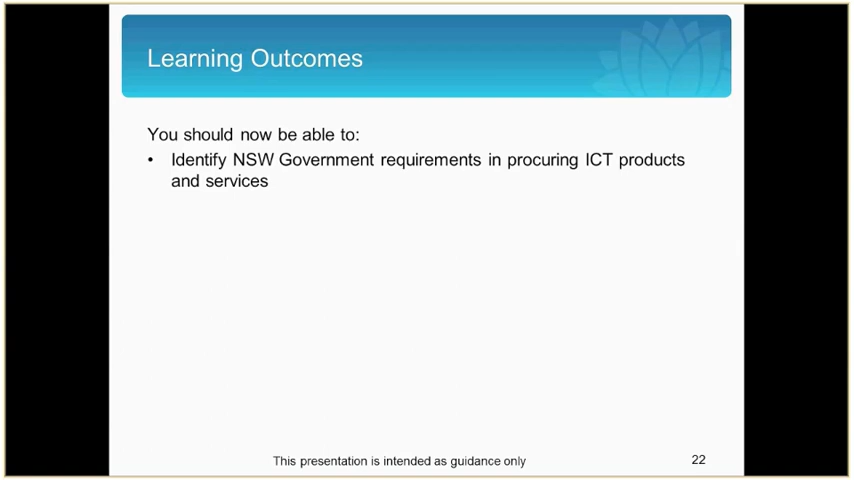 Learning Outcomes
You should now be able to:
• Identify NSW Government requirements in procuring ICT products
and services
This presentation is intended as guidance only
22